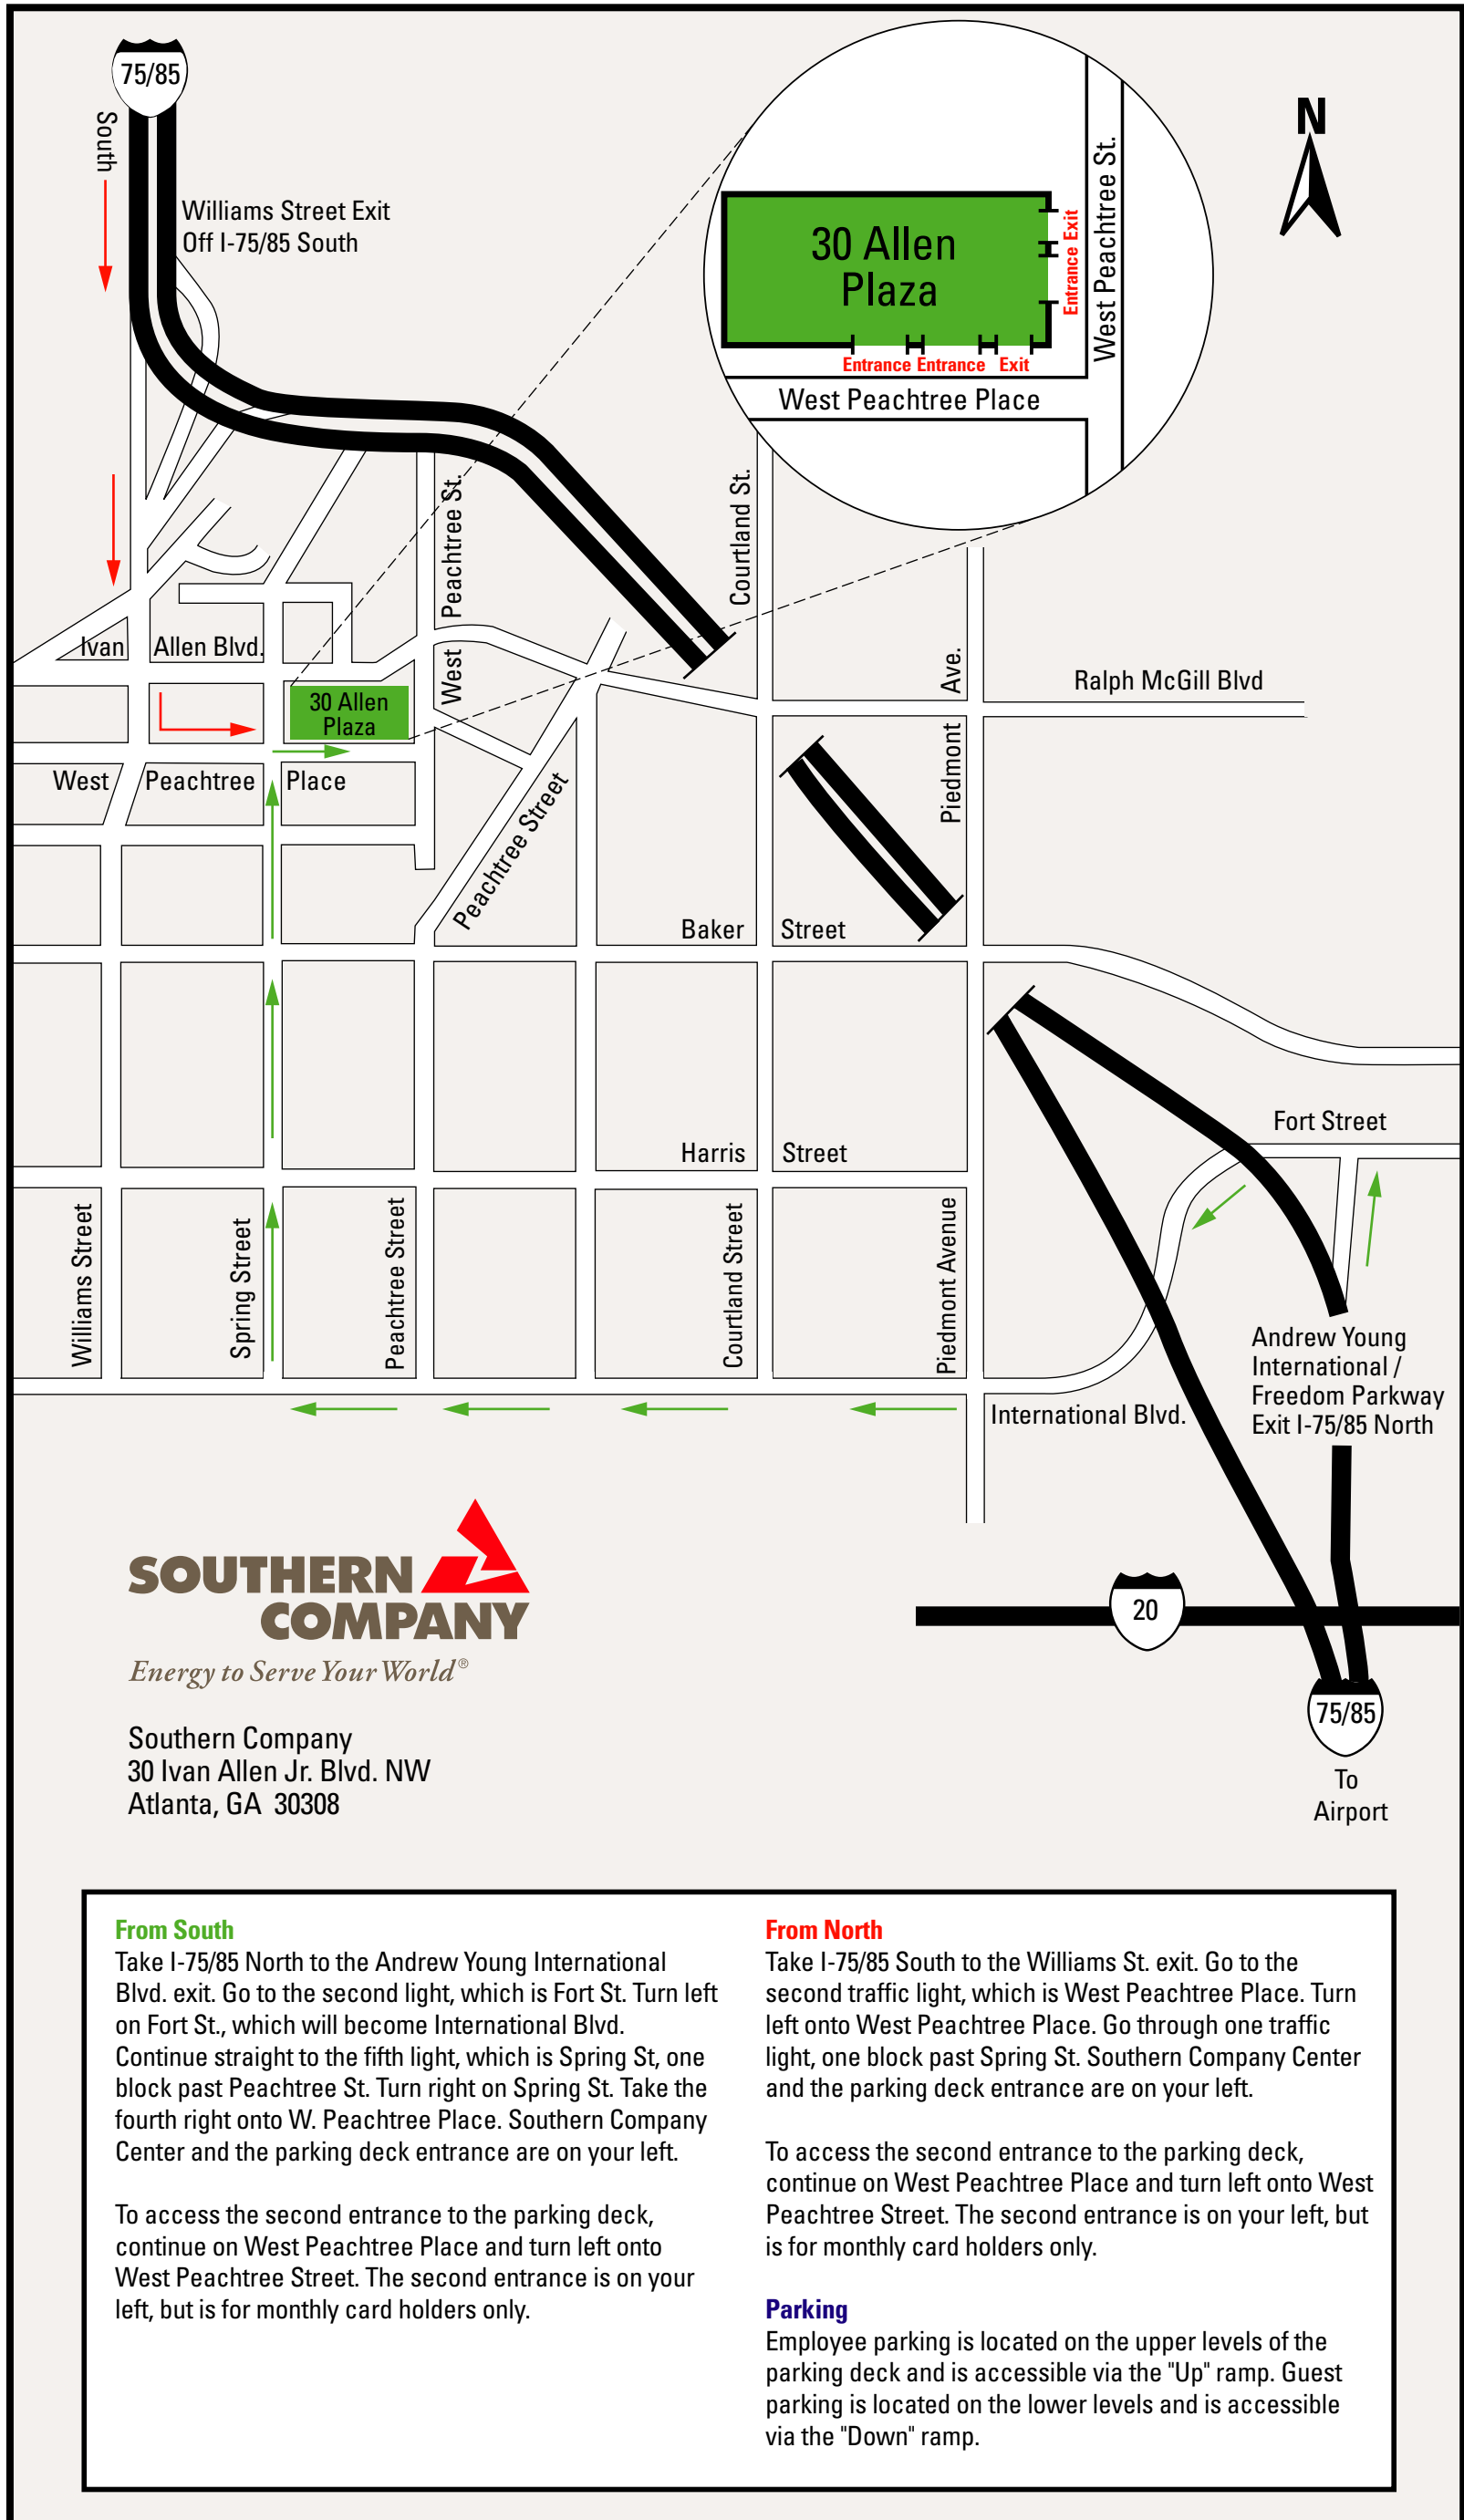 75/85
South
Williams Street Exit
Off I-75/85 South
N
30 Allen
Plaza
Exit
Entrance
West Peachtree St.
Entrance Entrance Exit
West Peachtree Place
West Peachtree St.
Courtland St.
Ivan Allen Blvd.
30 Allen
Plaza
Piedmont Ave.
Ralph McGill Blvd
West Peachtree Place
Peachtree Street
Baker Street
Fort Street
Harris Street
Williams Street
Spring Street
Peachtree Street
Courtland Street
Piedmont Avenue
Andrew Young
International /
Freedom Parkway
Exit I-75/85 North
International Blvd.
SOUTHERN
COMPANY
Energy to Serve Your World®
20
75/85
To
Airport
Southern Company
30 Ivan Allen Jr. Blvd. NW
Atlanta, GA 30308
From South
Take I-75/85 North to the Andrew Young International
Blvd. exit. Go to the second light, which is Fort St. Turn left
on Fort St., which will become International Blvd.
Continue straight to the fifth light, which is Spring St, one
block past Peachtree St. Turn right on Spring St. Take the
fourth right onto W. Peachtree Place. Southern Company
Center and the parking deck entrance are on your left.
To access the second entrance to the parking deck,
continue on West Peachtree Place and turn left onto
West Peachtree Street. The second entrance is on your
left, but is for monthly card holders only.
From North
Take I-75/85 South to the Williams St. exit. Go to the
second traffic light, which is West Peachtree Place. Turn
left onto West Peachtree Place. Go through one traffic
light, one block past Spring St. Southern Company Center
and the parking deck entrance are on your left.
To access the second entrance to the parking deck,
continue on West Peachtree Place and turn left onto West
Peachtree Street. The second entrance is on your left, but
is for monthly card holders only.
Parking
Employee parking is located on the upper levels of the
parking deck and is accessible via the "Up" ramp. Guest
parking is located on the lower levels and is accessible
via the "Down" ramp.